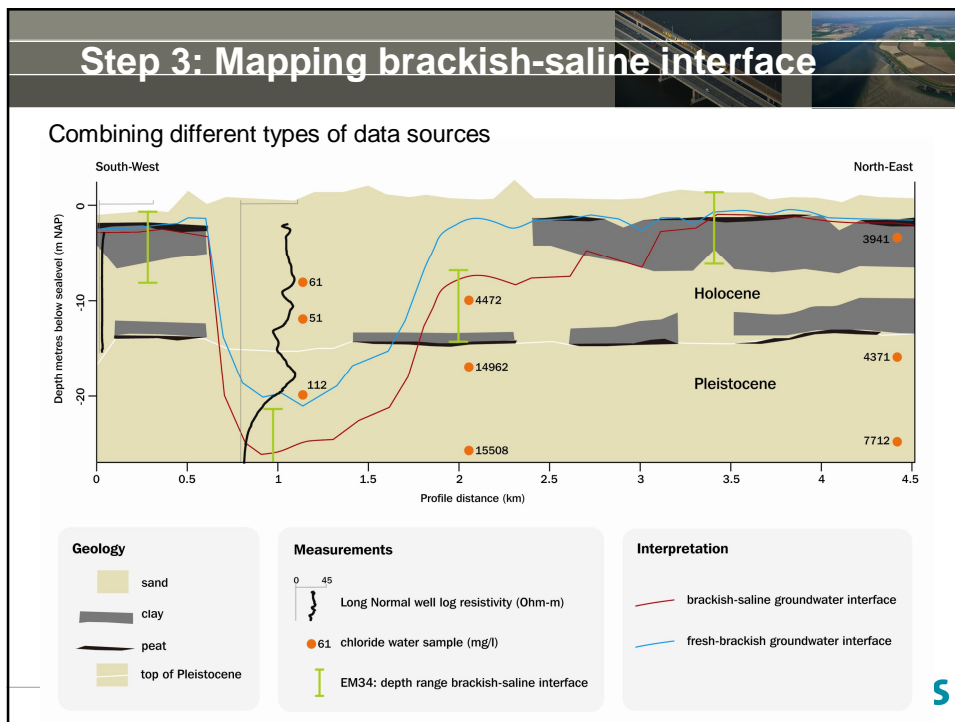 Step 3: Mapping brackish-saline interface
Combining different types of data sources
South-West
North-East
Depth metres below sealevel (m NAP)
0
-10
-20
61
51
112
4472
14962
15508
3941
4371
7712
Holocene
Pleistocene
0 0.5 1 1.5 2 2.5 3 3.5 4 4.5
Profile distance (km)
Geology
sand
clay
peat
top of Pleistocene
Measurements
0 45
Long Normal well log resistivity (Ohm-m)
61 chloride water sample (mg/l)
EM34: depth range brackish-saline interface
Interpretation
brackish-saline groundwater interface
fresh-brackish groundwater interface
S